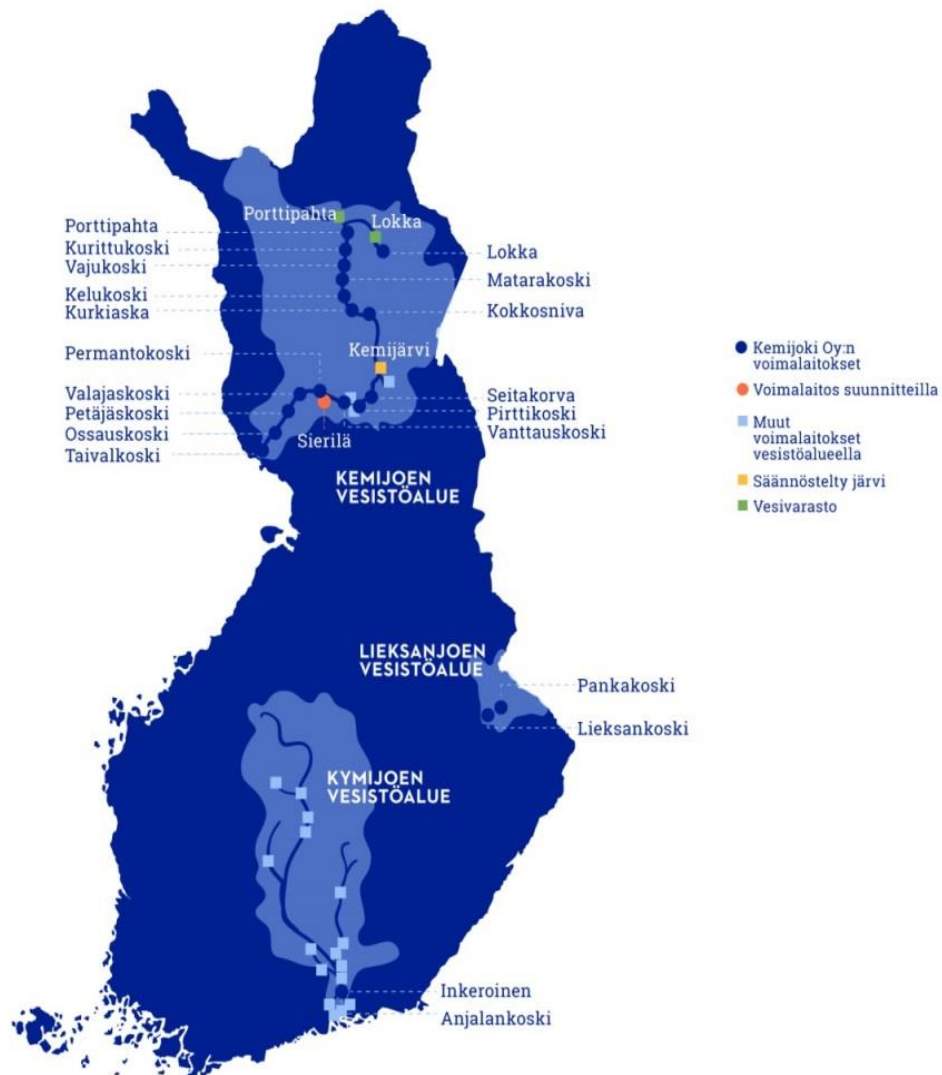 Porttipahta
Lokka
Porttipahta
Kurittukoski
Vajukoski
Kelukoski
Kurkiaska
Lokka
Matarakoski
Kokkosniva
Kemijärvi
Permantokoski
Valajaskoski
Petäjäskoski
Ossauskoski
Taivalkoski
Seitakorva
Pirttikoski
Vanttauskoski
Sierilä
KEMIJOEN
VESISTÖALUE
Kemijoki Oy:n
voimalaitokset
Voimalaitos suunnitteilla
Muut
voimalaitokset
vesistöalueella
Säännöstelty järvi
Vesivarasto
LIEKSANJOEN
VESISTÖALUE
Pankakoski
Lieksankoski
KYMIJOEN
VESISTÖALUE
Inkeroinen
Anjalankoski